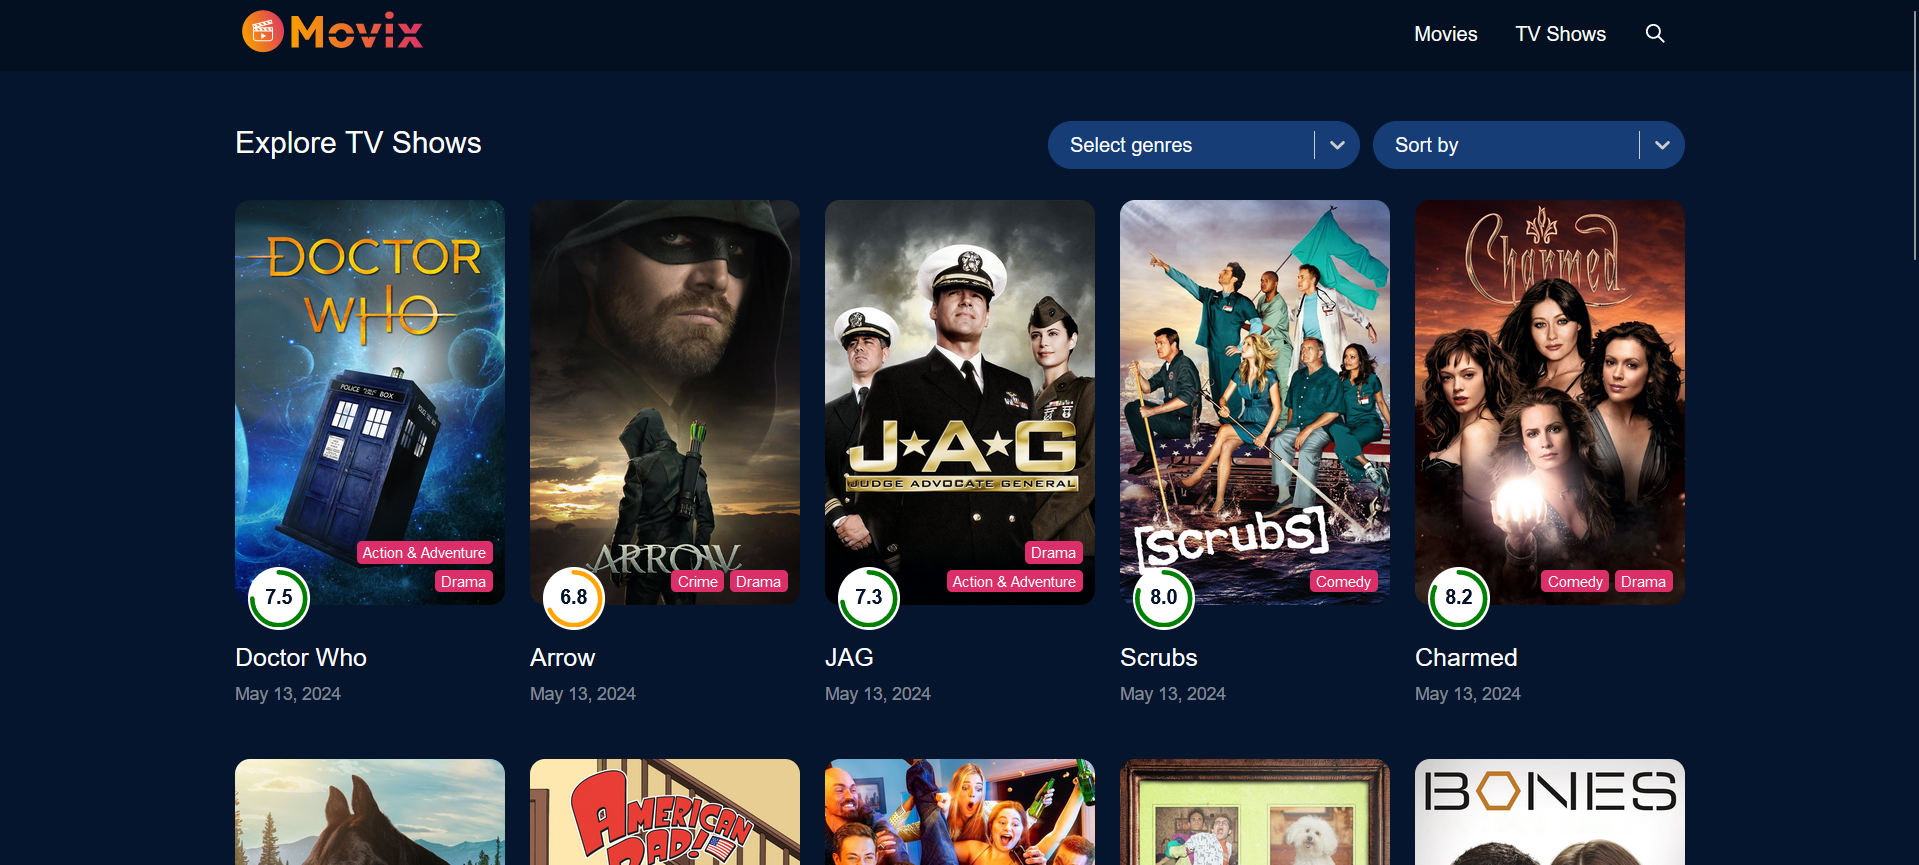 Movix
Movies
TV Shows
Explore TV Shows
Select genres
Sort by
DOCTOR
WHO
POLICE BOX
Action & Adventure
Drama
7.5
Doctor Who
May 13, 2024
ARROW
Crime
Drama
6.8
Arrow
May 13, 2024
J★A★G
JUDGE ADVOCATE GENERAL
Drama
Action & Adventure
7.3
JAG
May 13, 2024
[scrubs]
Comedy
8.0
Scrubs
May 13, 2024
Charmed
Comedy
Drama
8.2
Charmed
May 13, 2024
AMERICAN
DAD!
BONES